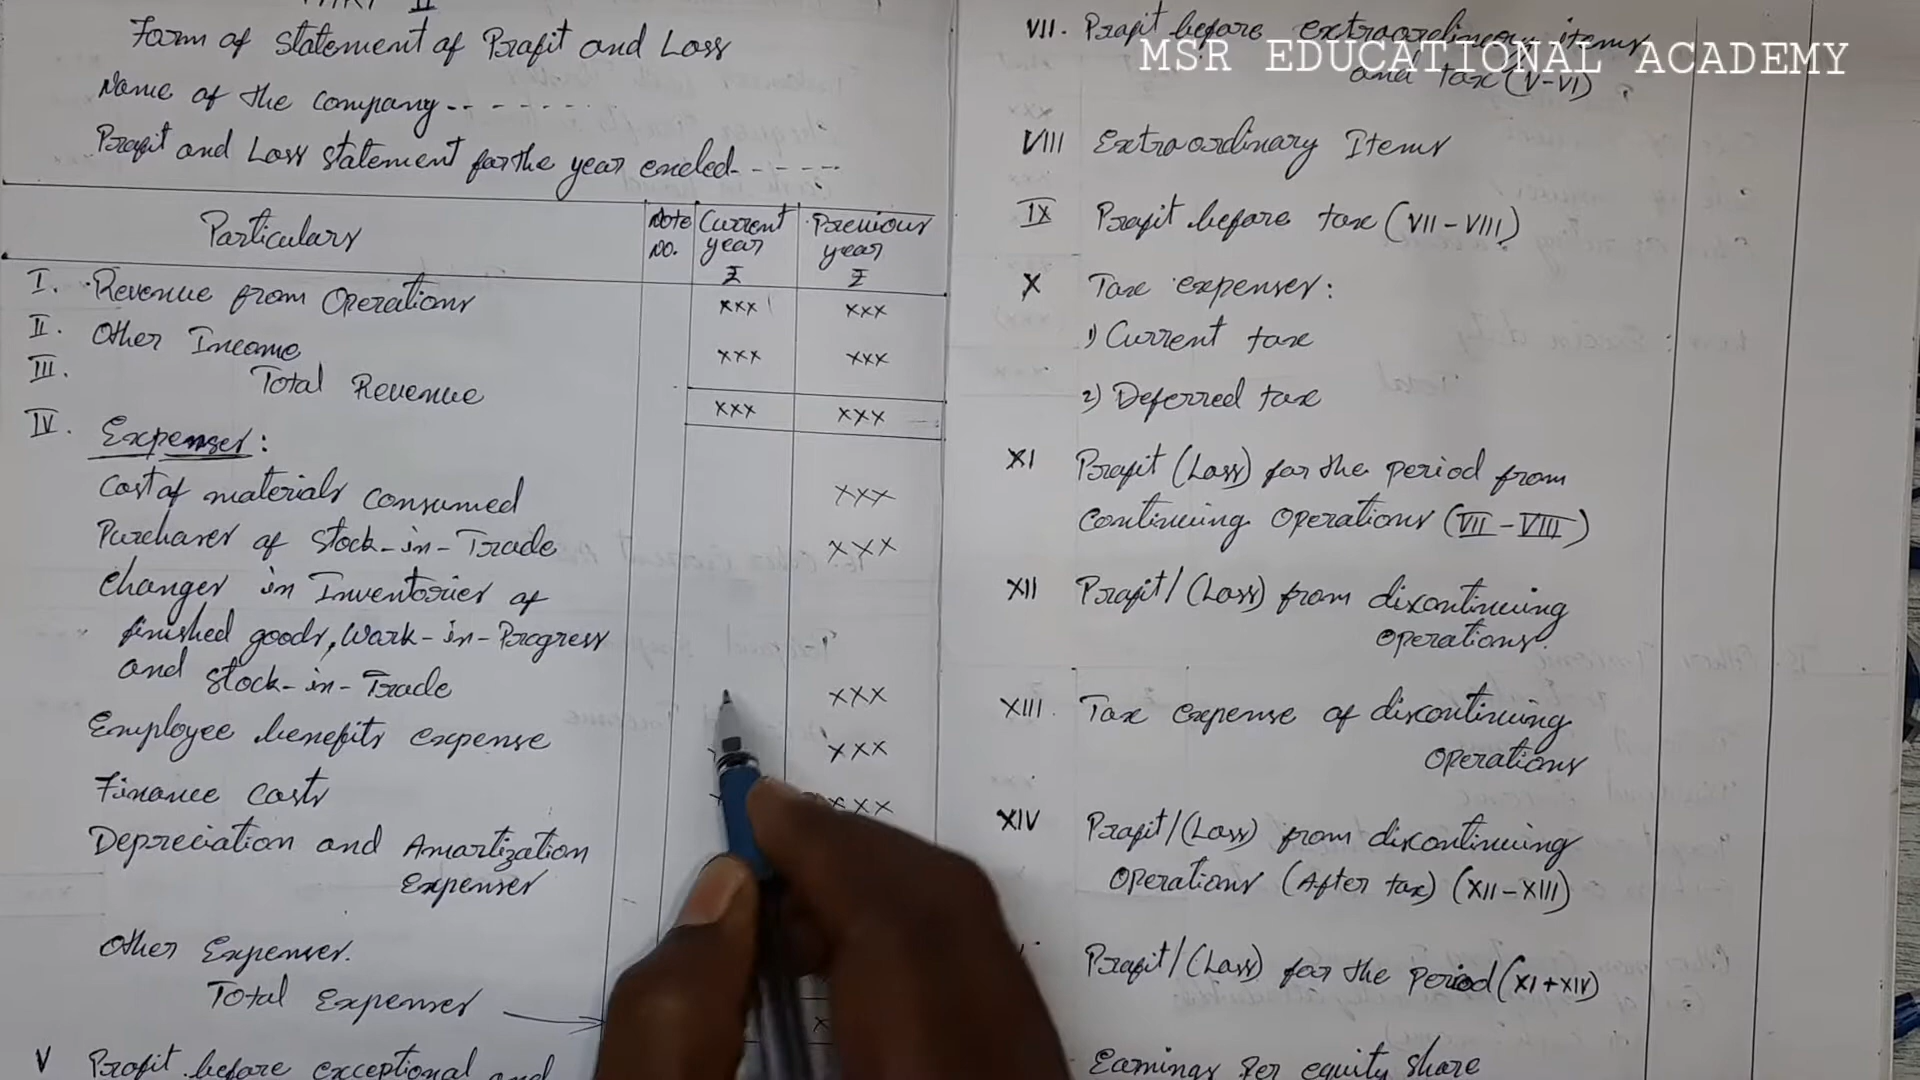 PART II
Form of Statement of Profit and Loss
Name of the company - - - - - - - -
Profit and Loss statement for the year ended - - - - - -
Particulars
Note No.
Current year ₹
Previous year ₹
I. Revenue from Operations xxx xxx
II. Other Income xxx xxx
III. Total Revenue xxx xxx
IV. Expenses:
Cost of materials consumed xxx
Purchases of Stock-in-Trade xxx
Changes in Inventories of
finished goods, Work-in-Progress
and Stock-in-Trade xxx
Employee benefits expense xxx
Finance Costs xxx
Depreciation and Amortization
Expenses
Other Expenses.
Total Expenses
V Profit before exceptional and
VII. Profit before extraordinary items
and tax (V-VI)
VIII Extraordinary Items
IX Profit before tax (VII-VIII)
X Tax expenses:
1) Current tax
2) Deferred tax
XI Profit (Loss) for the period from
Continuing Operations (VII-VIII)
XII Profit/(Loss) from discontinuing
Operations.
XIII. Tax expense of discontinuing
Operations
XIV Profit/(Loss) from discontinuing
Operations (After tax) (XII-XIII)
Profit/(Loss) for the Period (XI+XIV)
Earnings Per equity share
MSR EDUCATIONAL ACADEMY